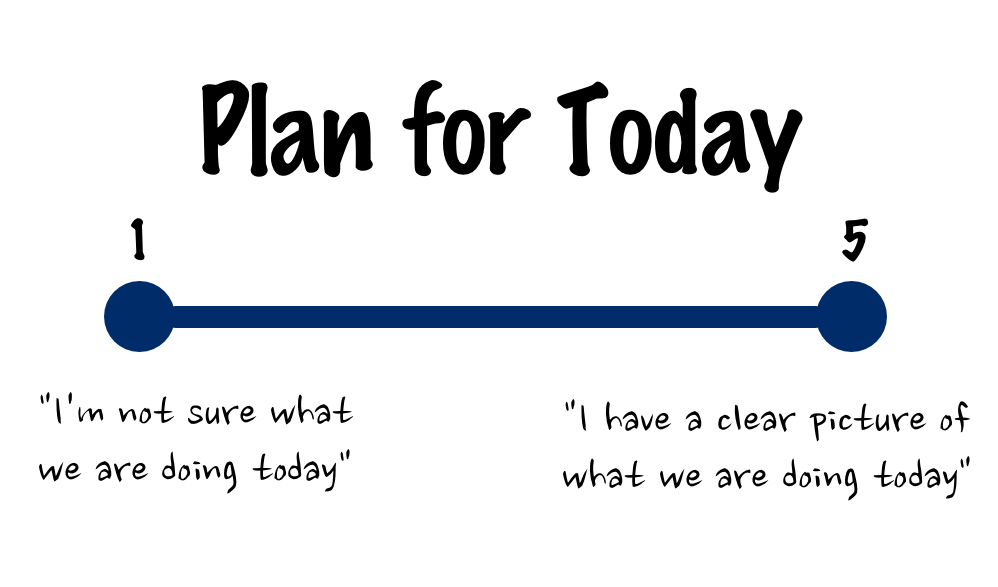 Plan for Today
1
5
"I'm not sure what
we are doing today"
"I have a clear picture of
what we are doing today"